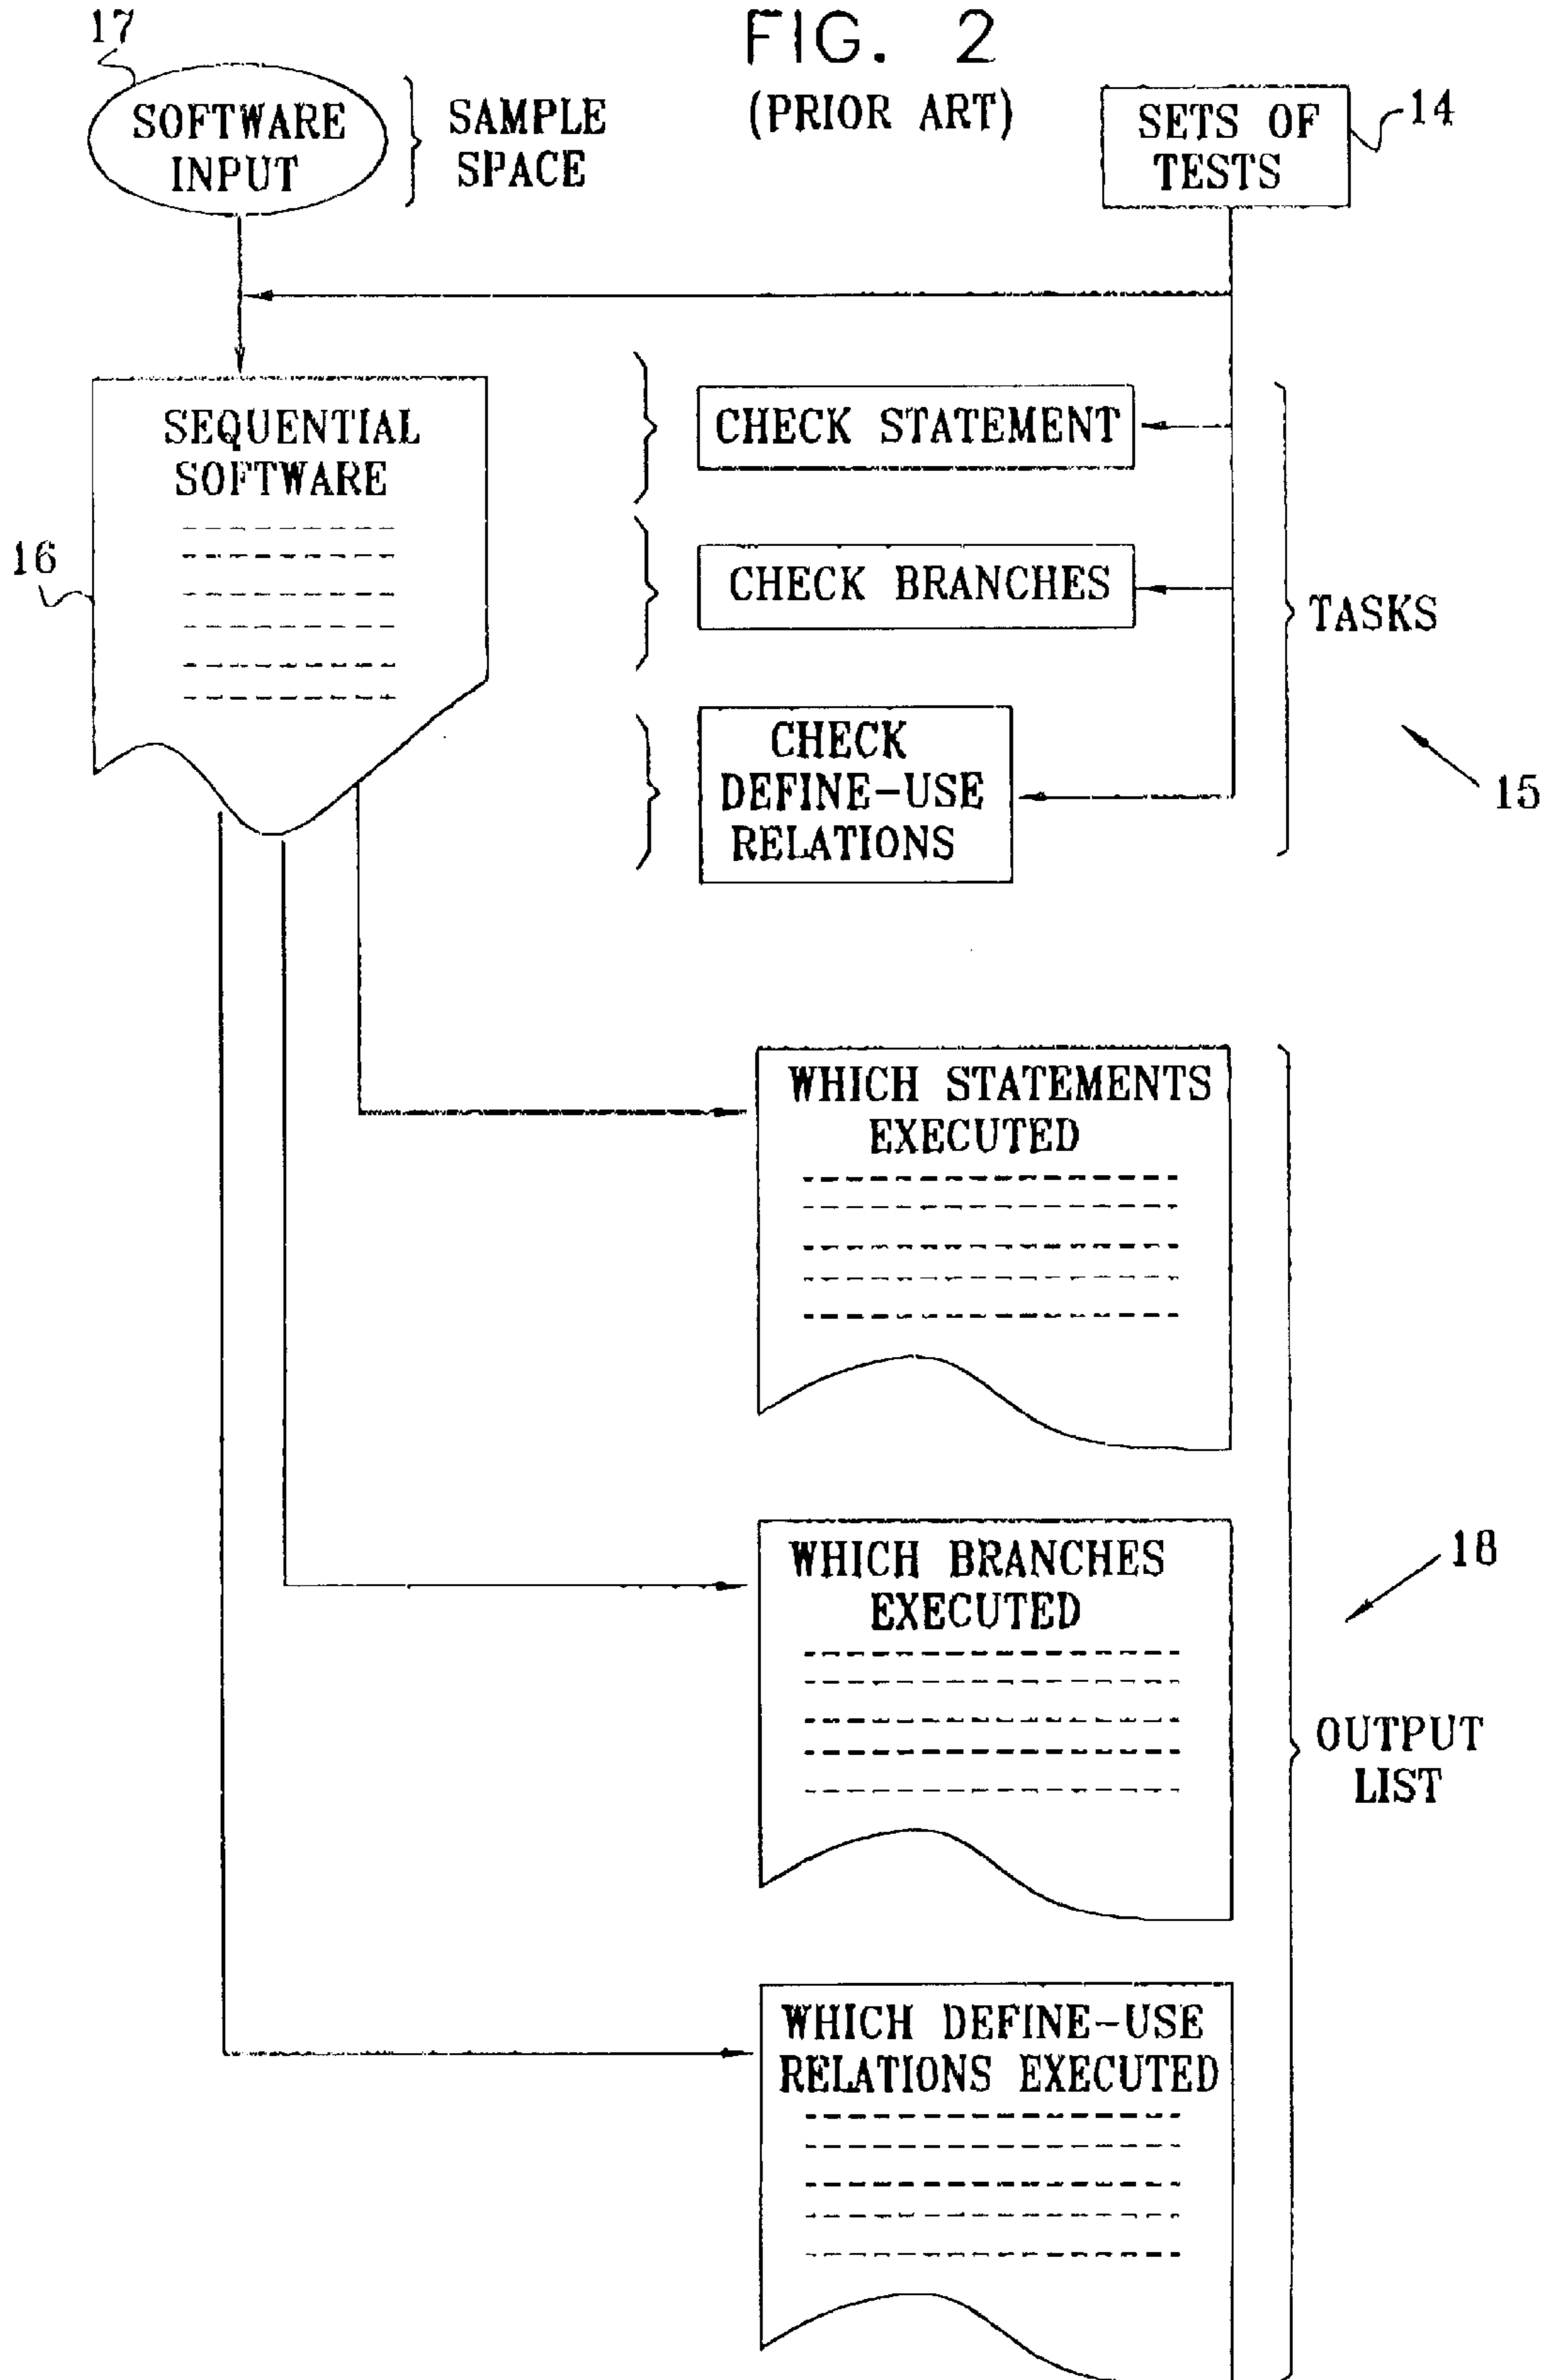 FIG. 2
(PRIOR ART)
17
SOFTWARE
INPUT
SAMPLE
SPACE
SETS OF
TESTS
14
SEQUENTIAL
SOFTWARE
16
CHECK STATEMENT
CHECK BRANCHES
CHECK
DEFINE-USE
RELATIONS
TASKS
15
WHICH STATEMENTS
EXECUTED
WHICH BRANCHES
EXECUTED
18
OUTPUT
LIST
WHICH DEFINE-USE
RELATIONS EXECUTED